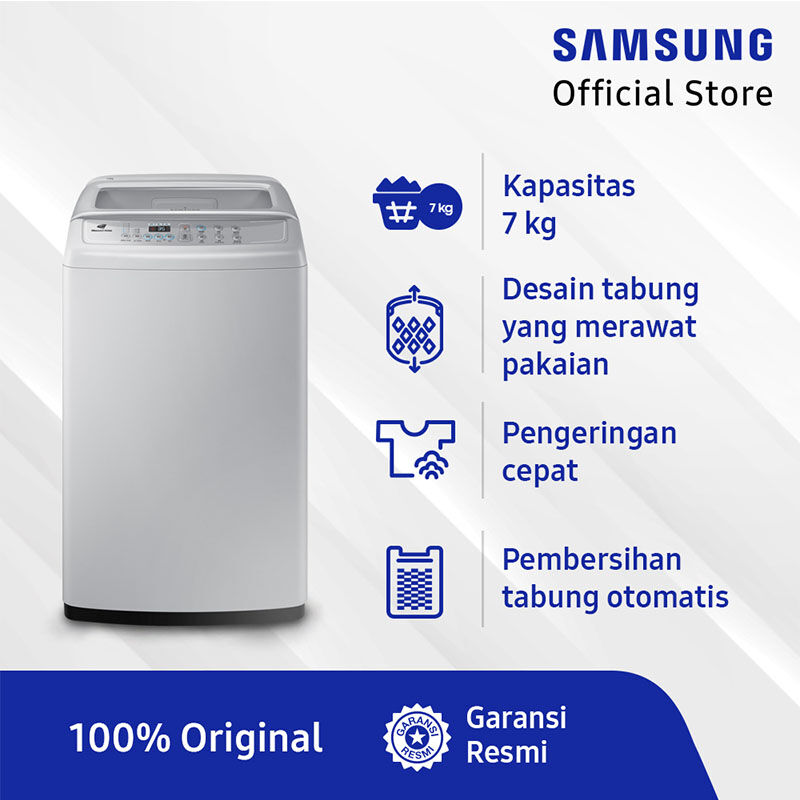 SAMSUNG
Official Store
7 kg
Kapasitas
7 kg
Desain tabung
yang merawat
pakaian
Pengeringan
cepat
Pembersihan
tabung otomatis
100% Original
GARANSI
RESMI
Garansi
Resmi